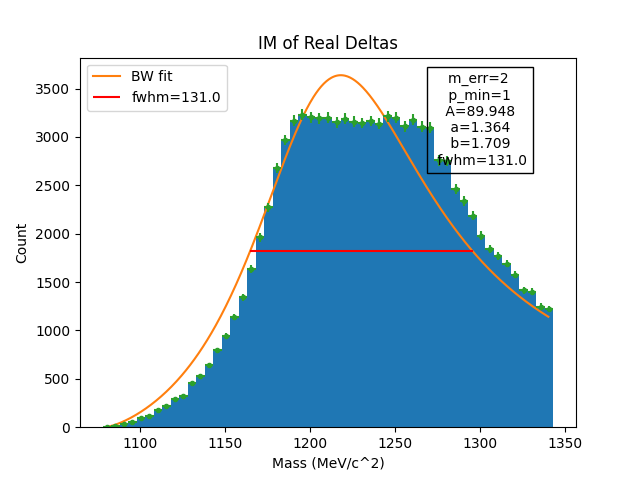 IM of Real Deltas
BW fit
fwhm=131.0
m_err=2
p_min=1
A=89.948
a=1.364
b=1.709
fwhm=131.0
Count
3500
3000
2500
2000
1500
1000
500
0
1100
1150
1200
1250
1300
1350
Mass (MeV/c^2)